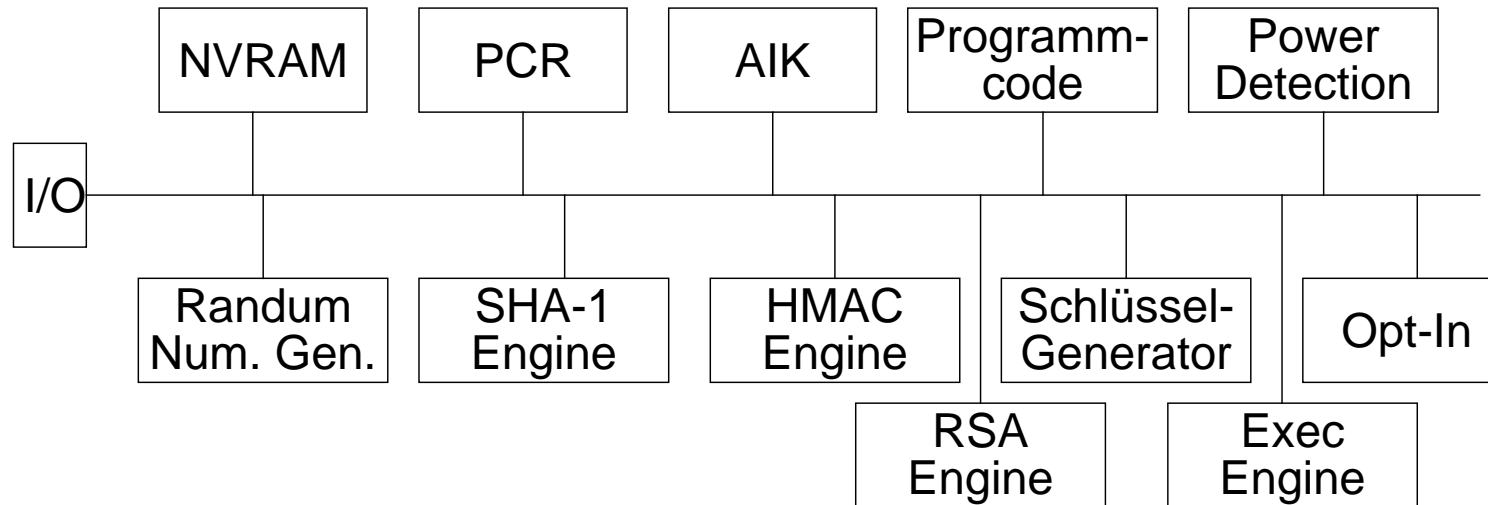 NVRAM
PCR
AIK
Programm-
code
Power
Detection
I/O
Randum
Num. Gen.
SHA-1
Engine
HMAC
Engine
Schlüssel-
Generator
Opt-In
RSA
Engine
Exec
Engine